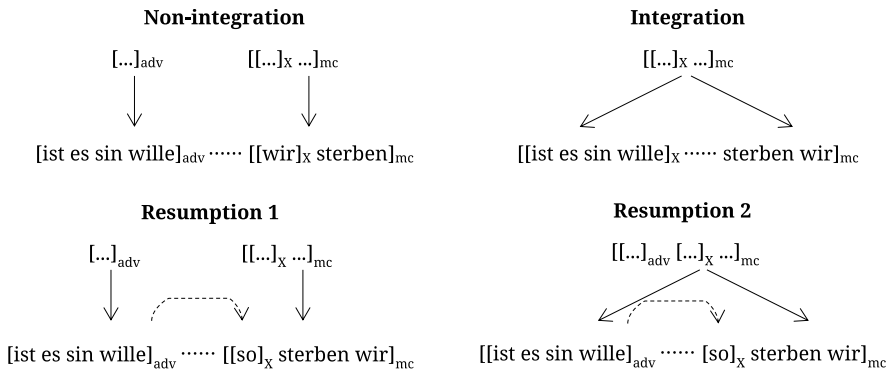 Non-integration
[...]adv [[...]X ...]mc
[ist es sin wille]adv ...... [[wir]X sterben]mc
Integration
[[...]X ...]mc
[[ist es sin wille]X ...... sterben wir]mc
Resumption 1
[...]adv [[...]X ...]mc
[ist es sin wille]adv ...... [[so]X sterben wir]mc
Resumption 2
[[...]adv [...]X ...]mc
[[ist es sin wille]adv ...... [so]X sterben wir]mc